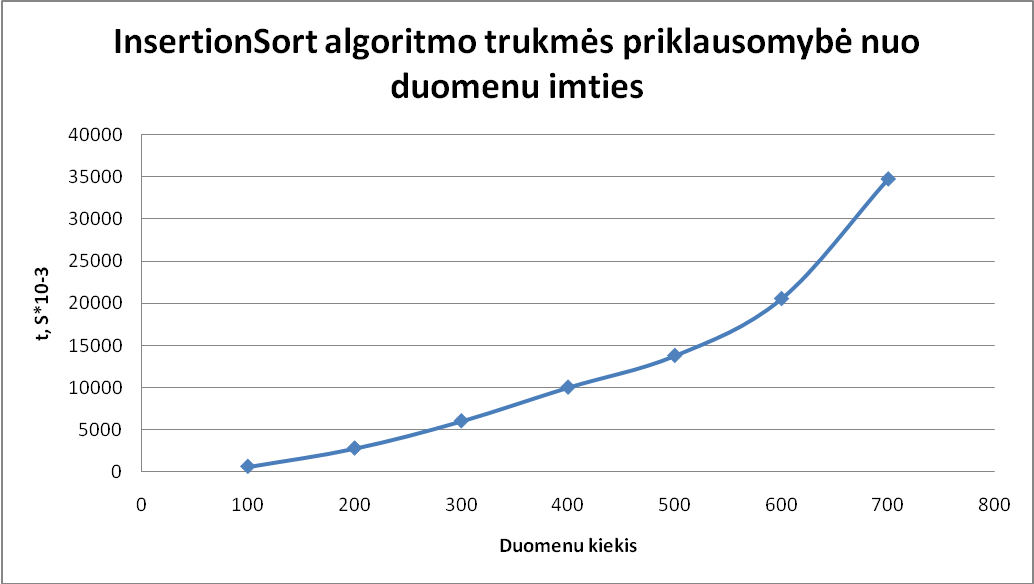 InsertionSort algoritmo trukmės priklausomybė nuo
duomenu imties
40000
35000
30000
25000
20000
15000
10000
5000
0
t, S*10-3
0 100 200 300 400 500 600 700 800
Duomenu kiekis